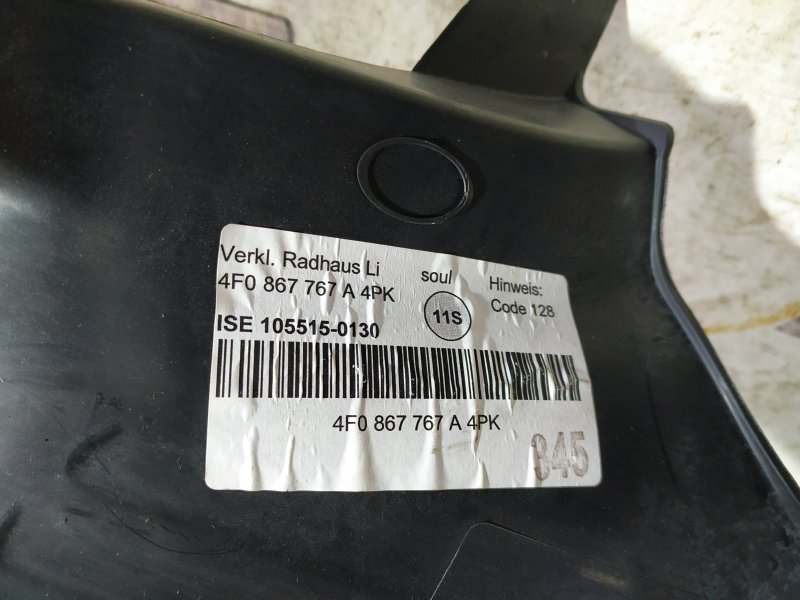 Verkl. Radhaus Li
4F0 867 767 A 4PK
ISE 105515-0130
soul
11S
Hinweis:
Code 128
4F0 867 767 A 4PK
345